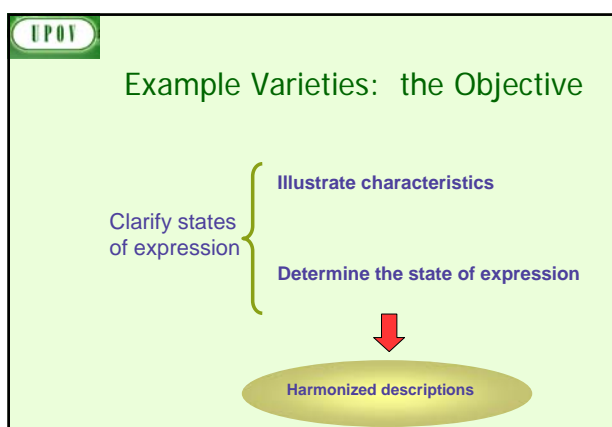 UPOV
Example Varieties: the Objective
Illustrate characteristics
Clarify states
of expression
Determine the state of expression
Harmonized descriptions